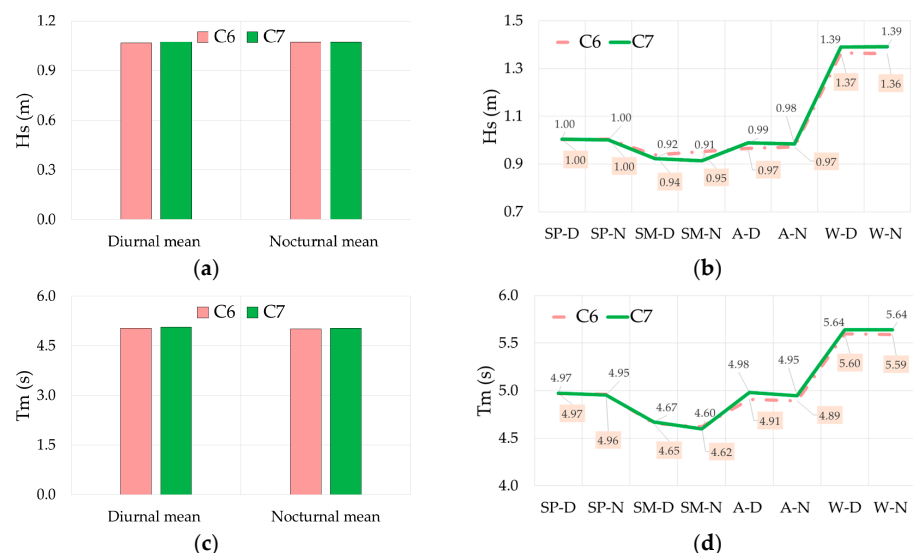 1.2
0.9
0.6
0.3
0.0
Hs (m)
C6 C7
Diurnal mean Nocturnal mean
(a)
1.5
1.3
1.1
0.9
0.7
Hs (m)
C6 C7
1.00 1.00 0.92 0.91 0.99 0.98 1.39 1.39
1.00 1.00 0.94 0.95 0.97 0.97 1.37 1.36
SP-D SP-N SM-D SM-N A-D A-N W-D W-N
(b)
6.0
4.5
3.0
1.5
0.0
Tm (s)
C6 C7
Diurnal mean Nocturnal mean
(c)
6.0
5.5
5.0
4.5
4.0
Tm (s)
C6 C7
4.97 4.95 4.67 4.60 4.98 4.95 5.64 5.64
4.97 4.96 4.65 4.62 4.91 4.89 5.60 5.59
SP-D SP-N SM-D SM-N A-D A-N W-D W-N
(d)